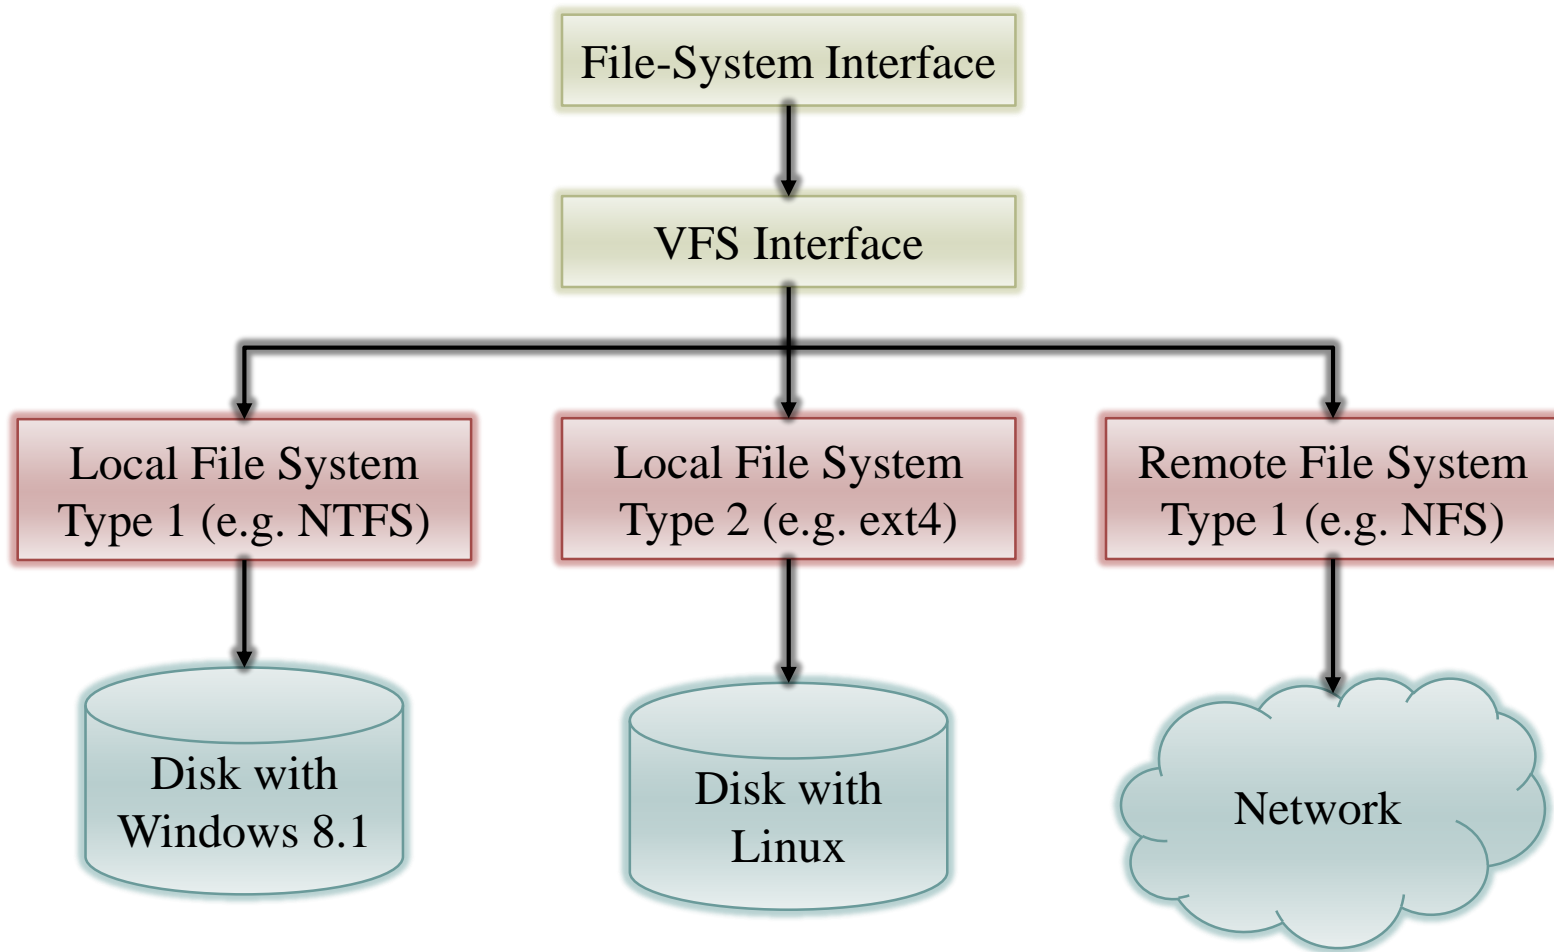 File-System Interface
VFS Interface
Local File System
Type 1 (e.g. NTFS)
Local File System
Type 2 (e.g. ext4)
Remote File System
Type 1 (e.g. NFS)
Disk with
Windows 8.1
Disk with
Linux
Network